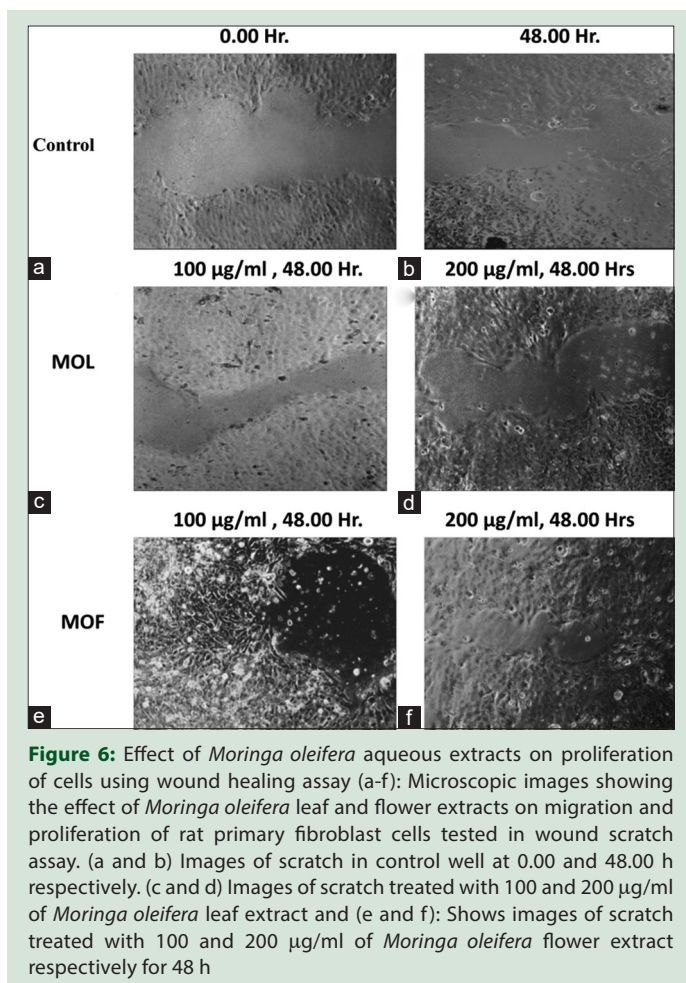 0.00 Hr. 48.00 Hr.
Control
a b
100 µg/ml , 48.00 Hr. 200 µg/ml, 48.00 Hrs
MOL
c d
100 µg/ml , 48.00 Hr. 200 µg/ml, 48.00 Hrs
MOF
e f
Figure 6: Effect of Moringa oleifera aqueous extracts on proliferation
of cells using wound healing assay (a-f): Microscopic images showing
the effect of Moringa oleifera leaf and flower extracts on migration and
proliferation of rat primary fibroblast cells tested in wound scratch
assay. (a and b) Images of scratch in control well at 0.00 and 48.00 h
respectively. (c and d) Images of scratch treated with 100 and 200 µg/ml
of Moringa oleifera leaf extract and (e and f): Shows images of scratch
treated with 100 and 200 µg/ml of Moringa oleifera flower extract
respectively for 48 h